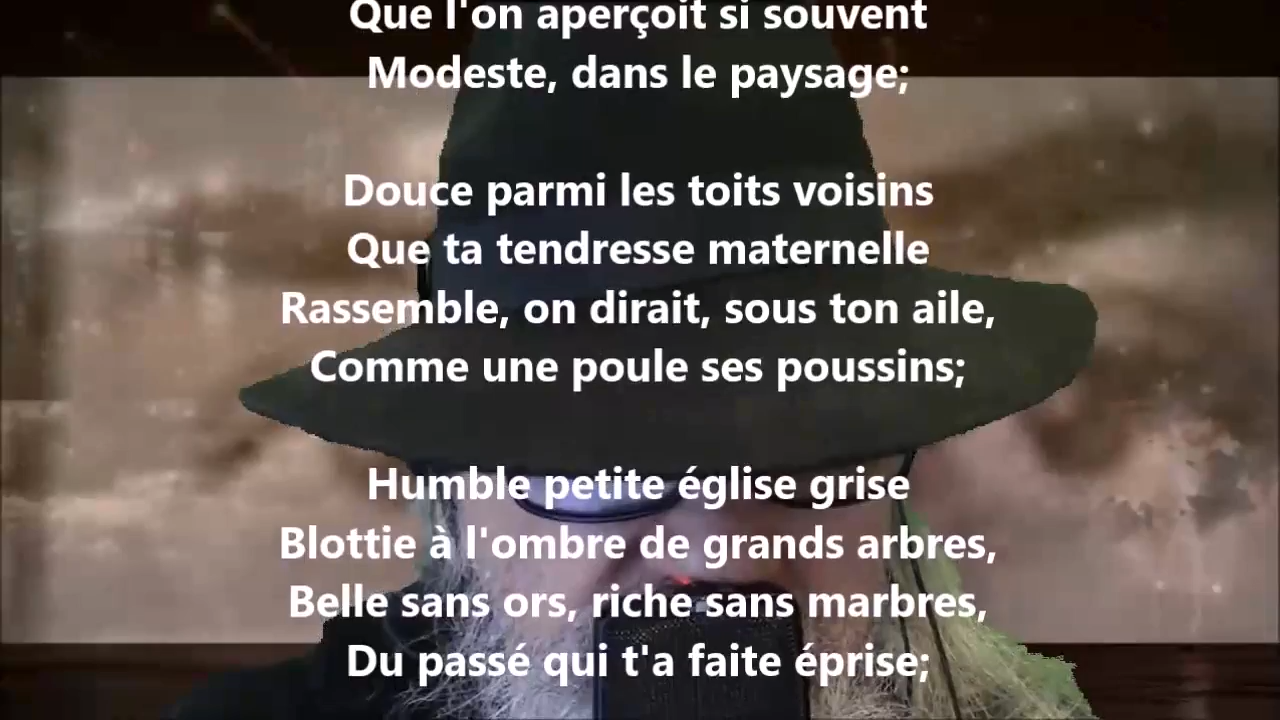 Que l'on aperçoit si souvent
Modeste, dans le paysage;
Douce parmi les toits voisins
Que ta tendresse maternelle
Rassemble, on dirait, sous ton aile,
Comme une poule ses poussins;
Humble petite église grise
Blottie à l'ombre de grands arbres,
Belle sans ors, riche sans marbres,
Du passé qui t'a faite éprise;